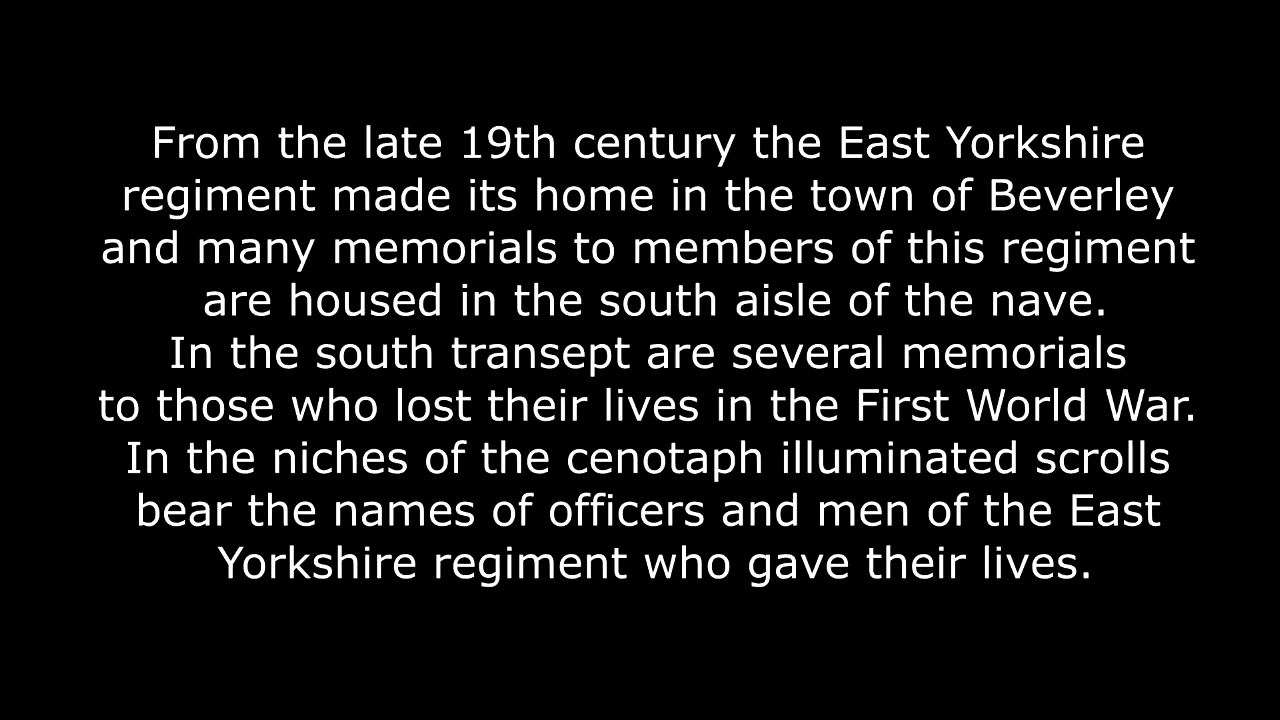 From the late 19th century the East Yorkshire
regiment made its home in the town of Beverley
and many memorials to members of this regiment
are housed in the south aisle of the nave.
In the south transept are several memorials
to those who lost their lives in the First World War.
In the niches of the cenotaph illuminated scrolls
bear the names of officers and men of the East
Yorkshire regiment who gave their lives.